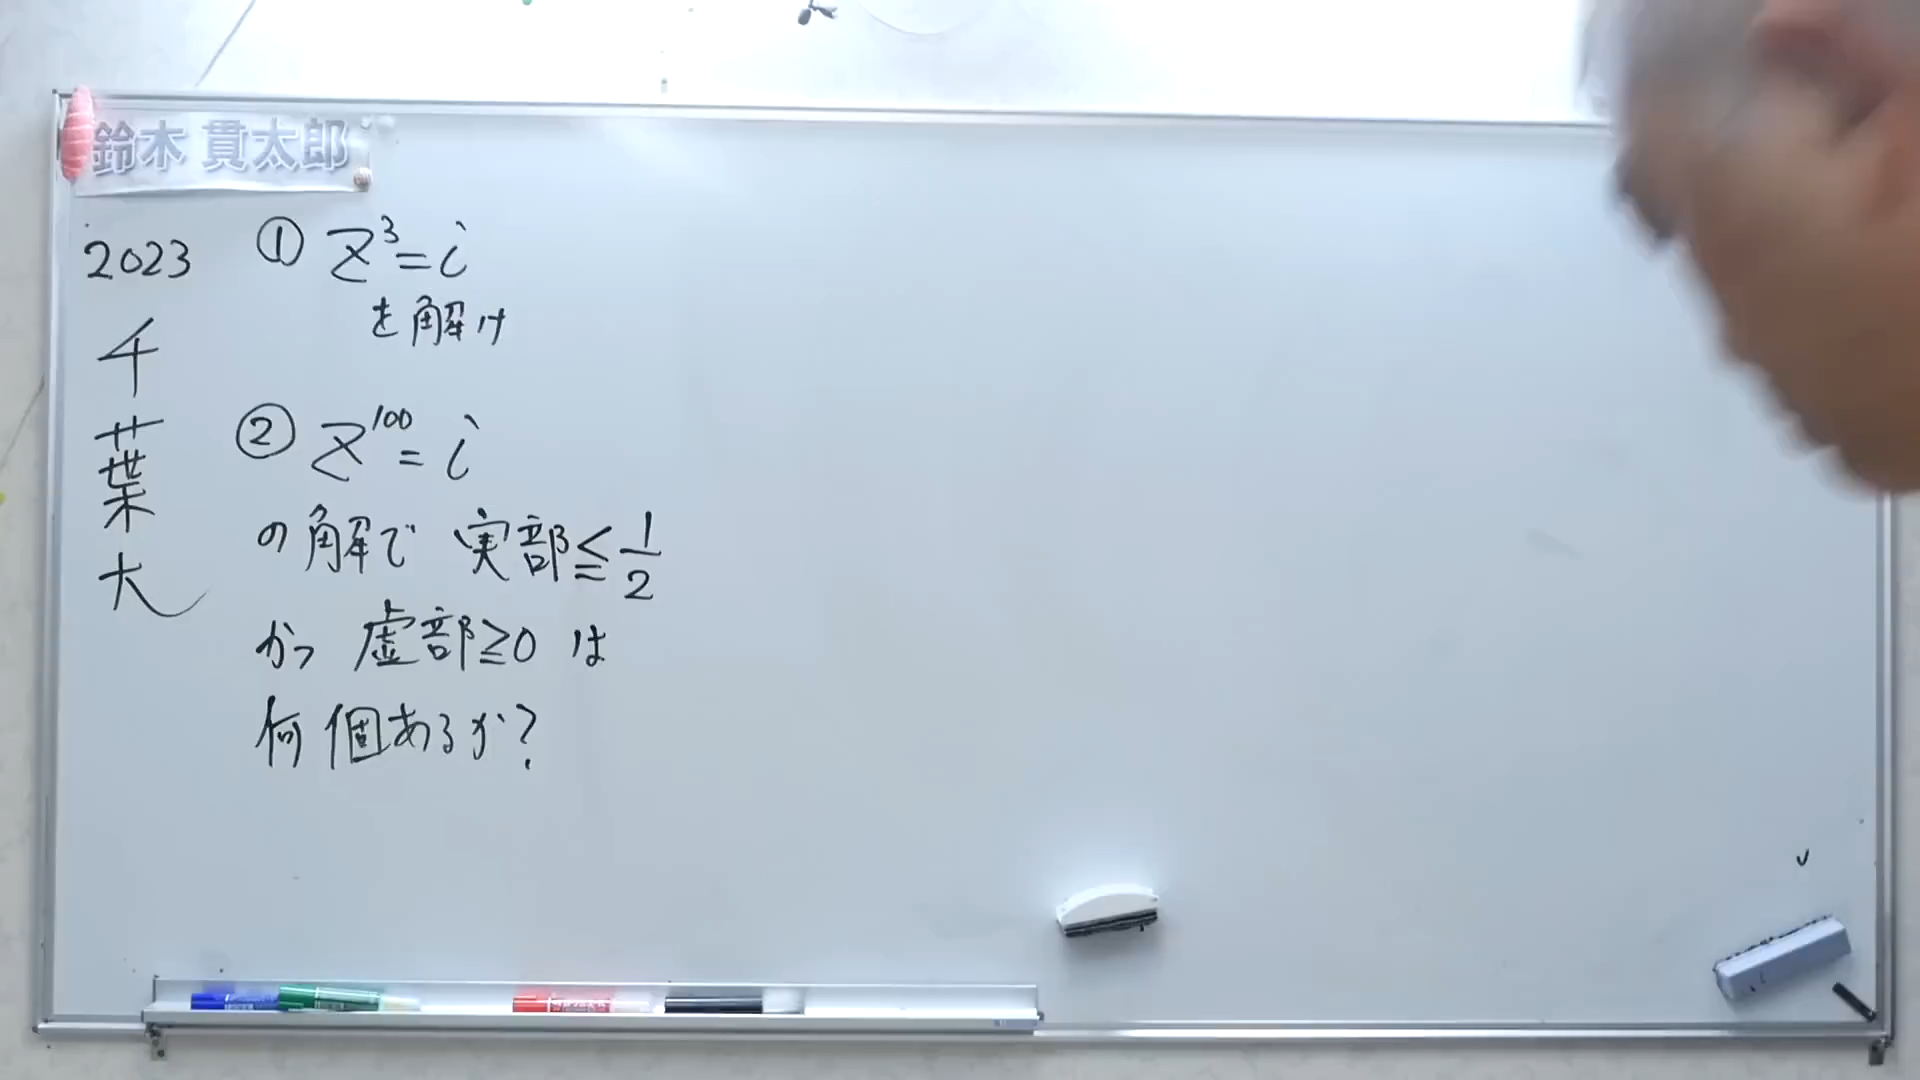 鈴木 貫太郎
2023
千葉大
① Z³=i
を解け
② Z¹⁰⁰=i
の解で 実部≦1/2
かつ 虚部≧0 は
何個あるか?